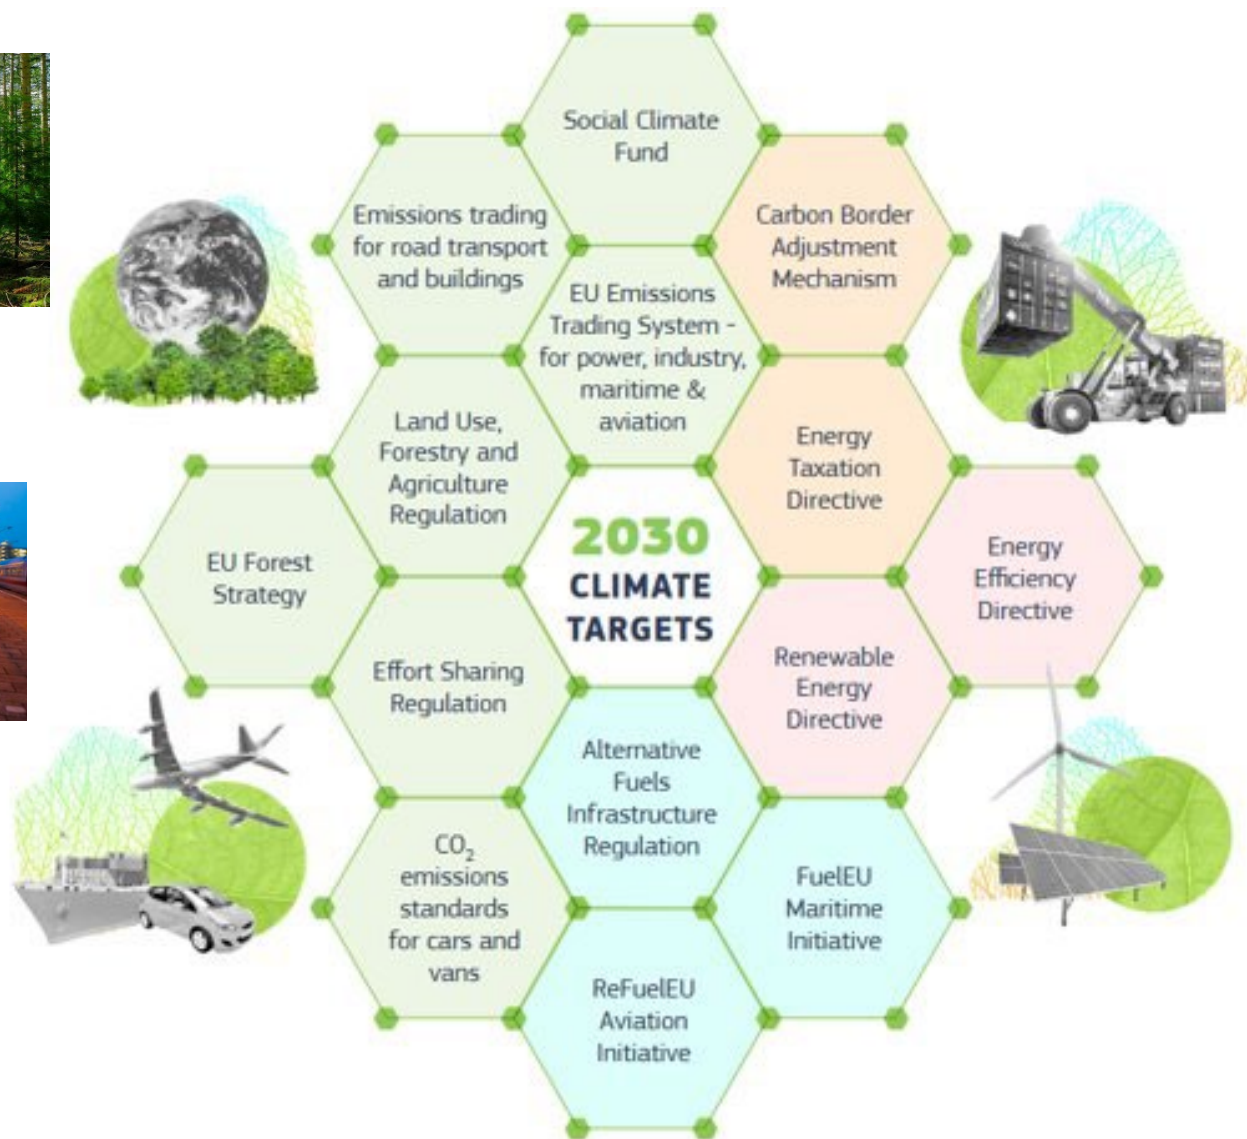 Social Climate
Fund
Emissions trading
for road transport
and buildings
Carbon Border
Adjustment
Mechanism
EU Emissions
Trading System -
for power, industry,
maritime &
aviation
Land Use,
Forestry and
Agriculture
Regulation
Energy
Taxation
Directive
EU Forest
Strategy
2030
CLIMATE
TARGETS
Energy
Efficiency
Directive
Effort Sharing
Regulation
Renewable
Energy
Directive
Alternative
Fuels
Infrastructure
Regulation
CO₂
emissions
standards
for cars and
vans
FuelEU
Maritime
Initiative
ReFuelEU
Aviation
Initiative